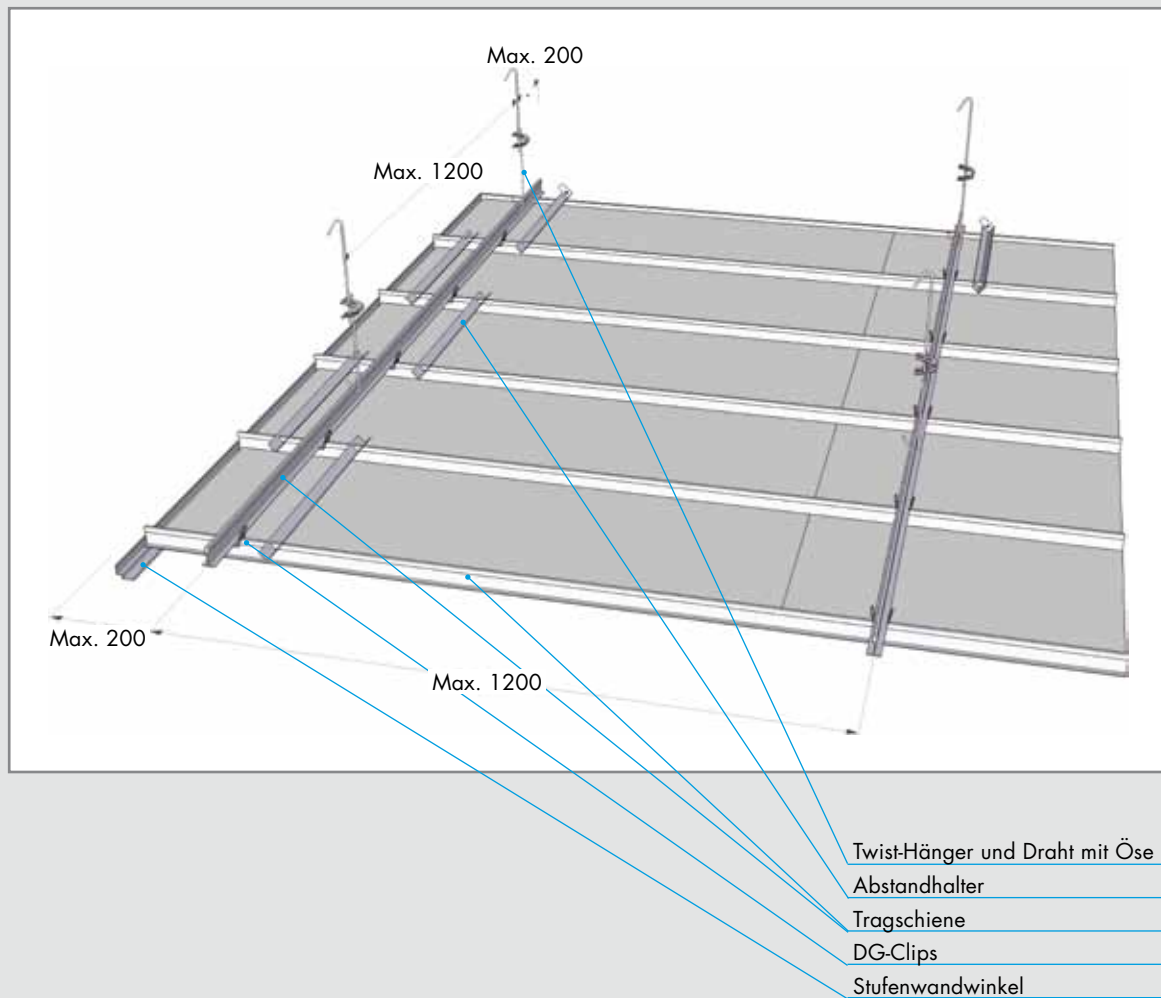 Max. 200
Max. 1200
Max. 200
Max. 1200
Twist-Hänger und Draht mit Öse
Abstandhalter
Tragschiene
DG-Clips
Stufenwandwinkel